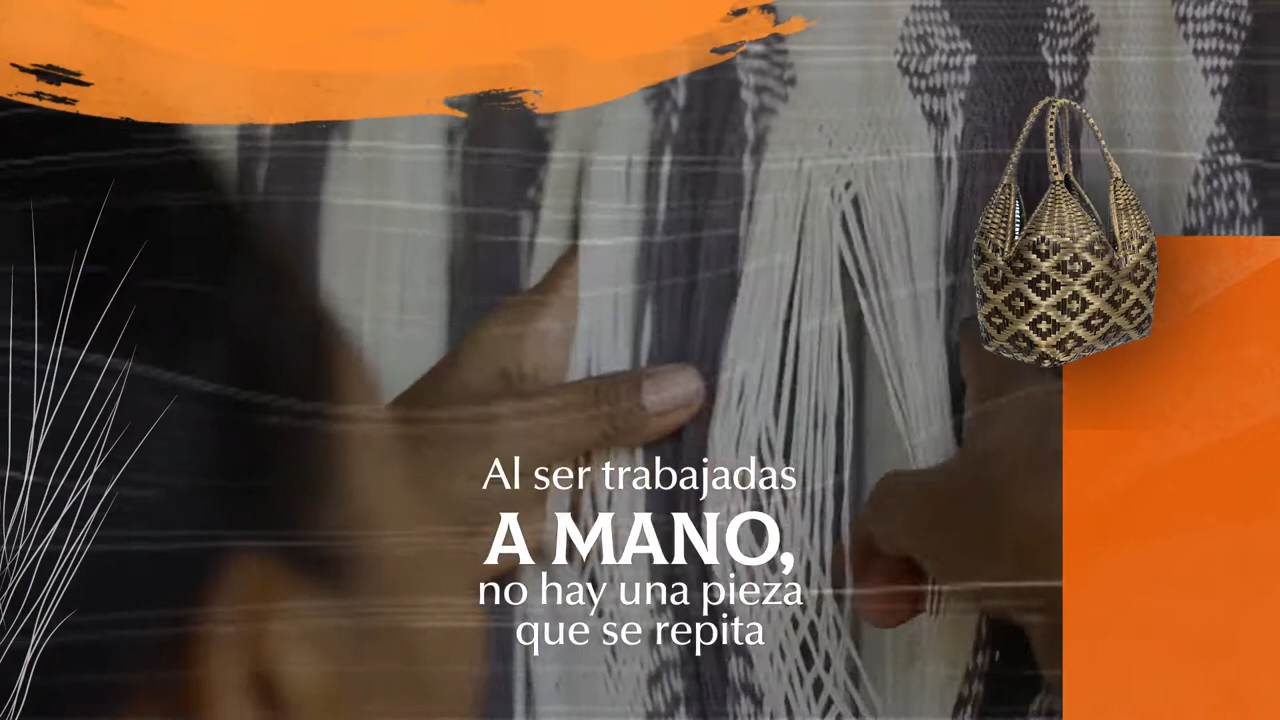 Al ser trabajadas
A MANO,
no hay una pieza
que se repita